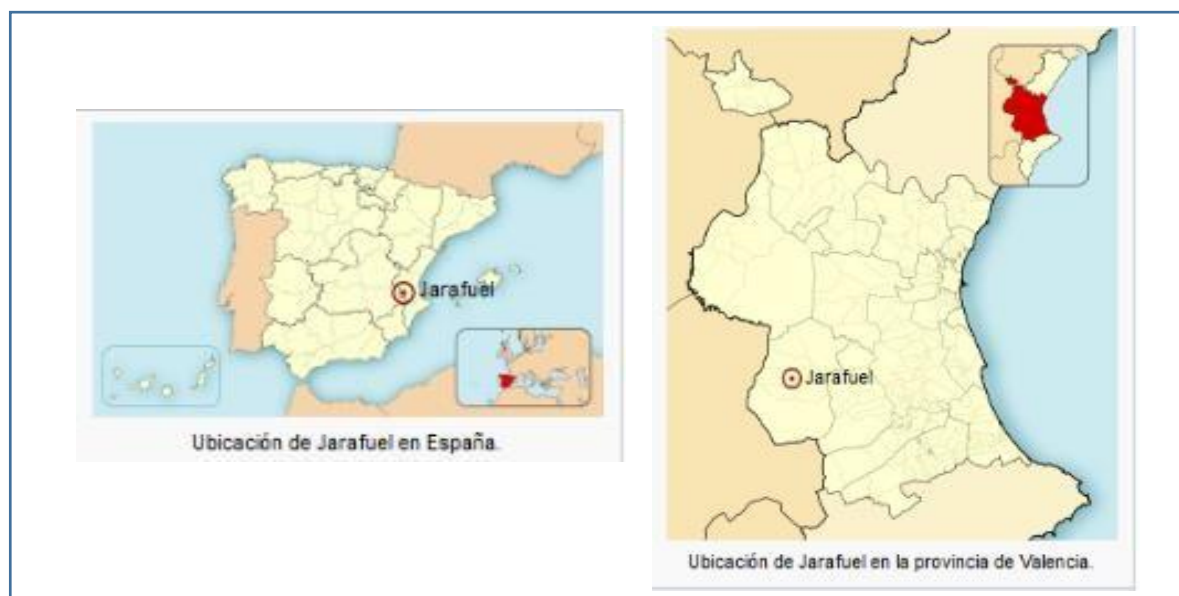 Jarafuel
Ubicación de Jarafuel en España.
Jarafuel
Ubicación de Jarafuel en la provincia de Valencia.